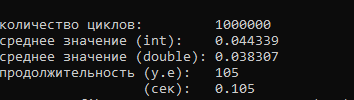 количество циклов: 1000000
среднее значение (int): 0.044339
среднее значение (double): 0.038307
продолжительность (у.е): 105
(сек): 0.105